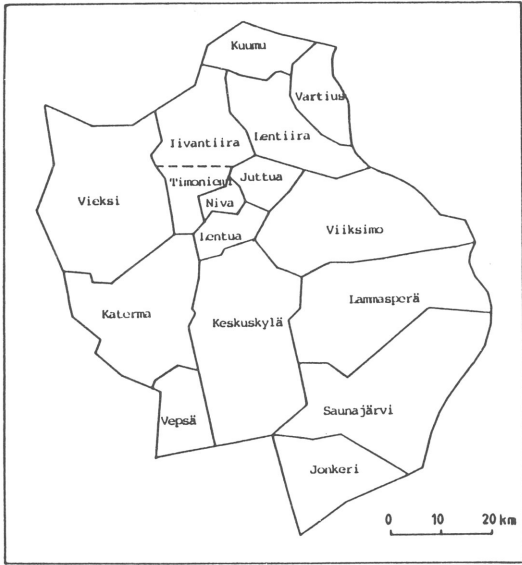 Kuumu
Vartius
Iivantiira
Lentiira
Timoniemi
Juttua
Vieksi
Niva
Lentua
Viiksimo
Katerma
Keskuskylä
Lammasperä
Vepsä
Saunajärvi
Jonkeri
0 10 20 km